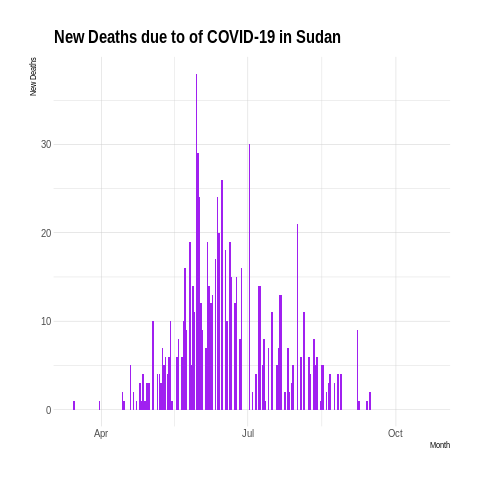 New Deaths due to of COVID-19 in Sudan
New Deaths
30
20
10
0
Apr Jul Oct
Month